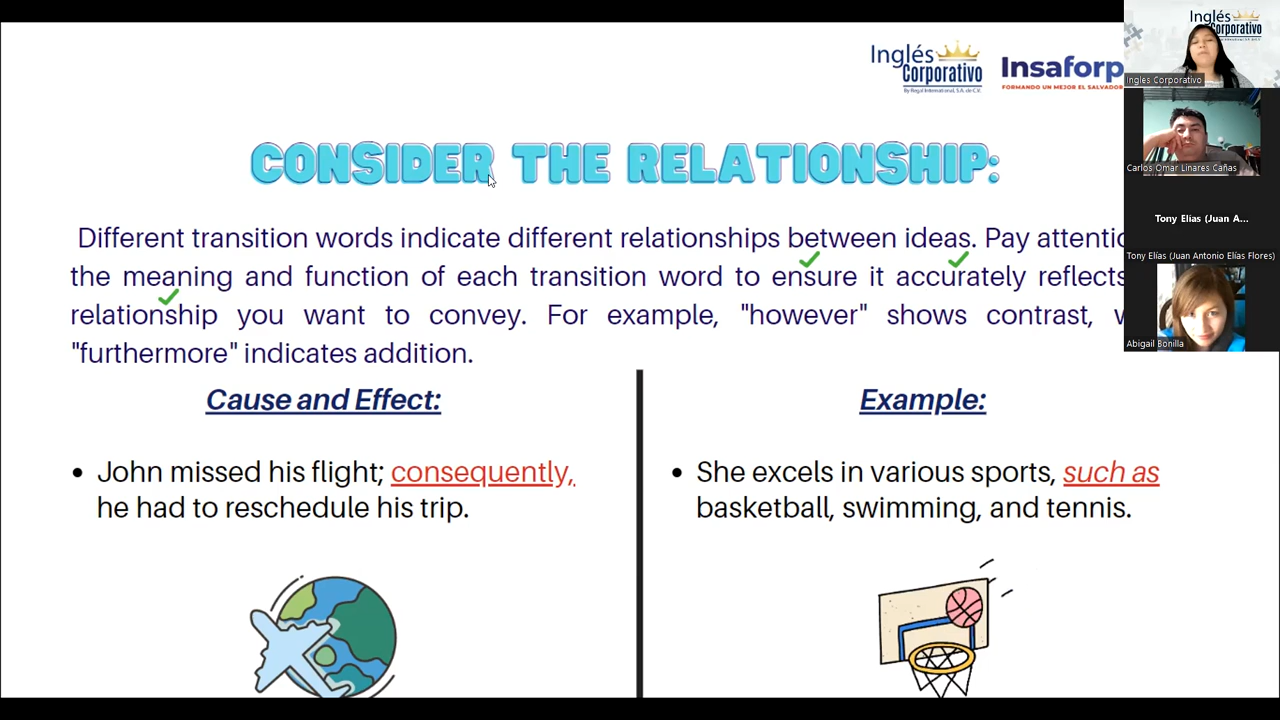 Inglés Corporativo
By Regal International, S.A. de C.V.
Insaforp
FORMANDO UN MEJOR EL SALVADOR
CONSIDER THE RELATIONSHIP:
Different transition words indicate different relationships between ideas. Pay attentio
the meaning and function of each transition word to ensure it accurately reflects
relationship you want to convey. For example, "however" shows contrast, w
"furthermore" indicates addition.
Cause and Effect:
• John missed his flight; consequently,
he had to reschedule his trip.
Example:
• She excels in various sports, such as
basketball, swimming, and tennis.
Inglés Corporativo
Ingles Corporativo
Carlos Omar Linares Cañas
Tony Elias (Juan A...
Tony Elías (Juan Antonio Elías Flores)
Abigail Bonilla